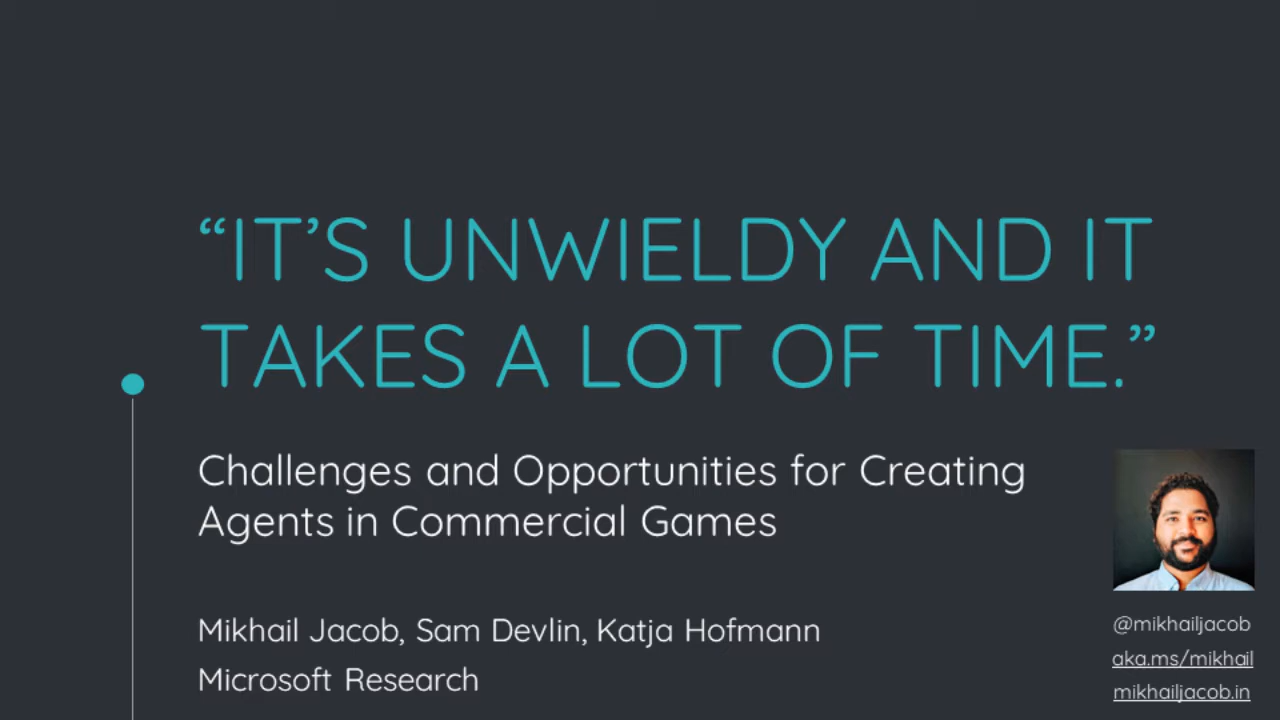 “IT’S UNWIELDY AND IT
TAKES A LOT OF TIME.”
Challenges and Opportunities for Creating
Agents in Commercial Games
Mikhail Jacob, Sam Devlin, Katja Hofmann
Microsoft Research
@mikhailjacob
aka.ms/mikhail
mikhailjacob.in